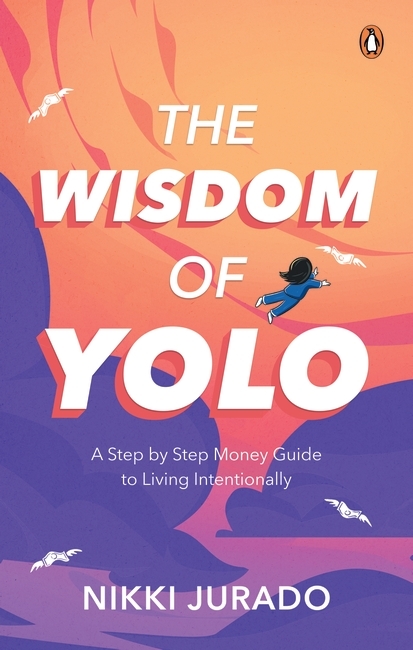 THE
WISDOM
OF
YOLO
A Step by Step Money Guide
to Living Intentionally
NIKKI JURADO